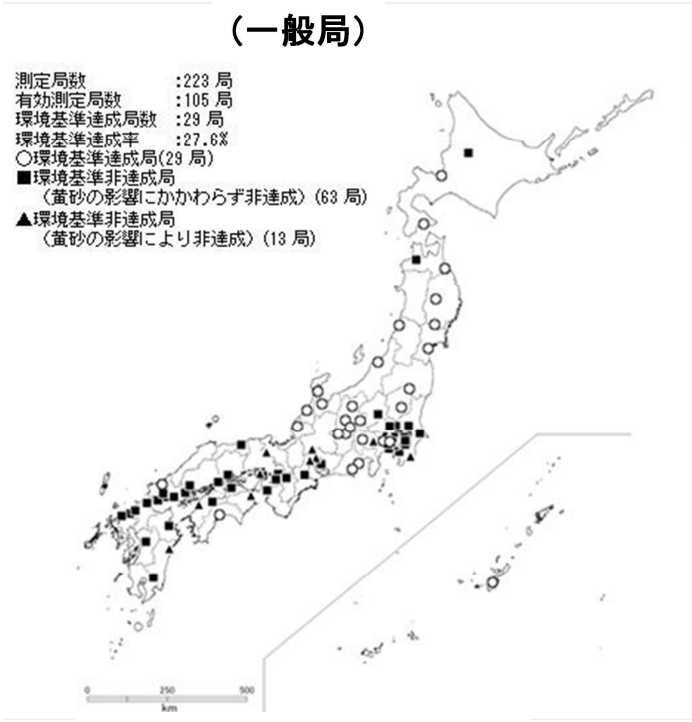 （一般局）
測定局数 :223 局
有効測定局数 :105 局
環境基準達成局数 :29 局
環境基準達成率 :27.6%
○環境基準達成局(29 局)
■環境基準非達成局
（黄砂の影響にかかわらず非達成）(63 局)
▲環境基準非達成局
（黄砂の影響により非達成）(13 局)
0 250 500
km